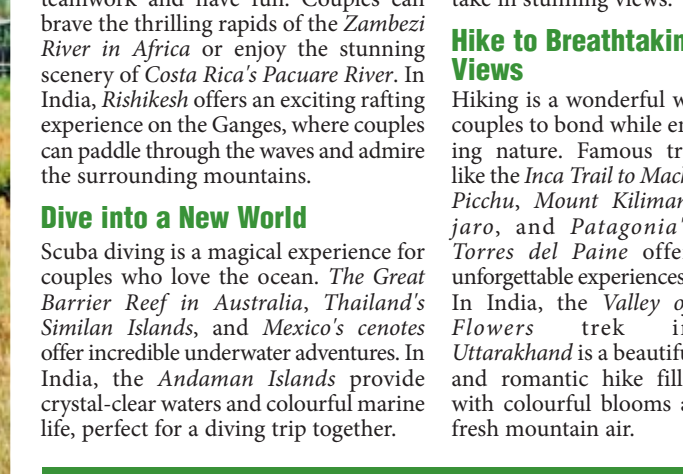 teamwork and have fun. Couples can
brave the thrilling rapids of the Zambezi
River in Africa or enjoy the stunning
scenery of Costa Rica's Pacuare River. In
India, Rishikesh offers an exciting rafting
experience on the Ganges, where couples
can paddle through the waves and admire
the surrounding mountains.
Dive into a New World
Scuba diving is a magical experience for
couples who love the ocean. The Great
Barrier Reef in Australia, Thailand's
Similan Islands, and Mexico's cenotes
offer incredible underwater adventures. In
India, the Andaman Islands provide
crystal-clear waters and colourful marine
life, perfect for a diving trip together.
take in stunning views.
Hike to Breathtakin
Views
Hiking is a wonderful w
couples to bond while en
ing nature. Famous tr
like the Inca Trail to Mach
Picchu, Mount Kiliman
jaro, and Patagonia's
Torres del Paine offe
unforgettable experiences
In India, the Valley o
Flowers trek i
Uttarakhand is a beautifu
and romantic hike fill
with colourful blooms a
fresh mountain air.